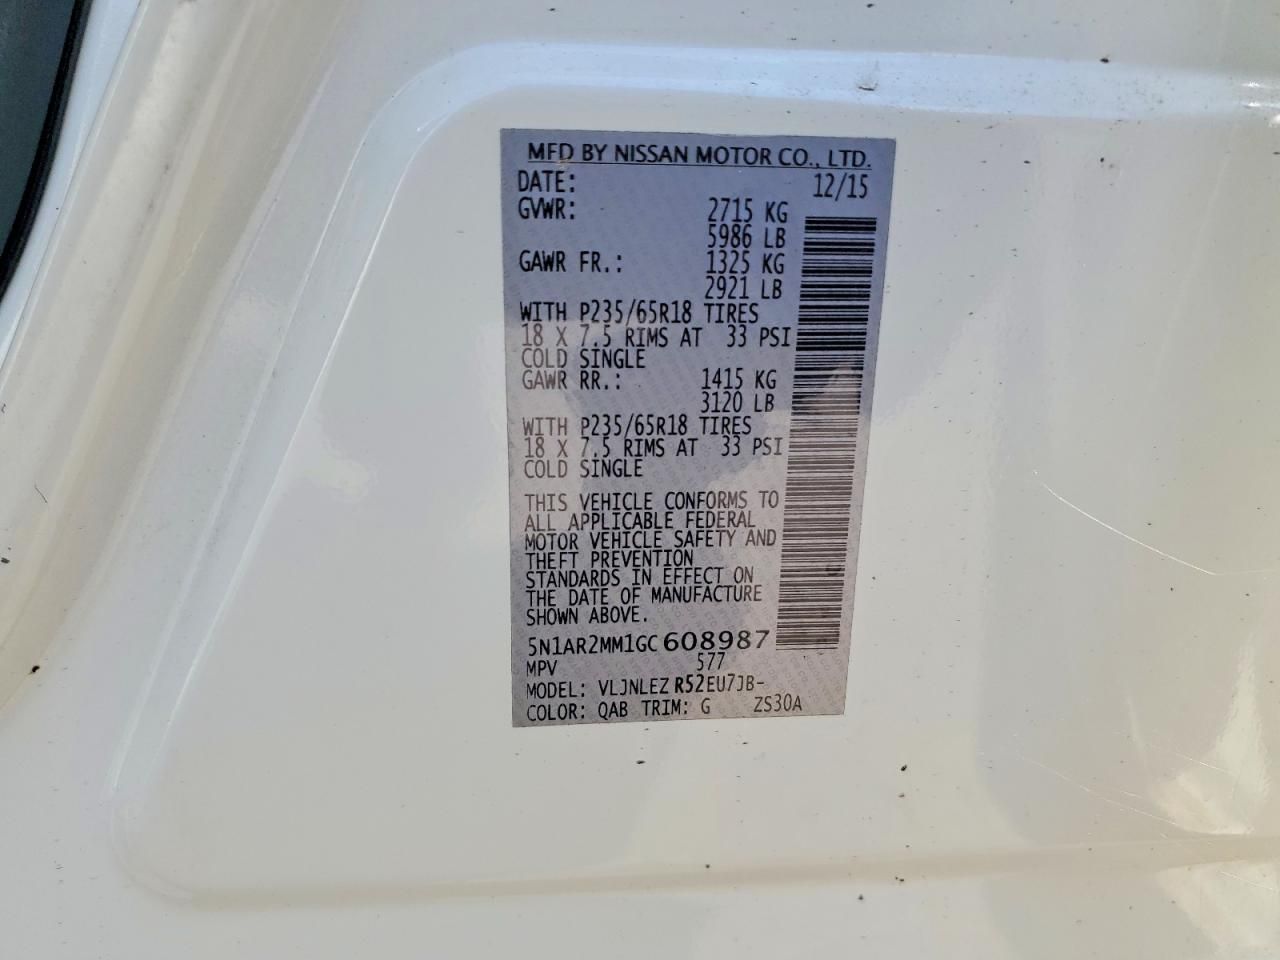 MFD BY NISSAN MOTOR CO., LTD.
DATE: 12/15
GVWR: 2715 KG
5986 LB
GAWR FR.: 1325 KG
2921 LB
WITH P235/65R18 TIRES
18 X 7.5 RIMS AT 33 PSI
COLD SINGLE
GAWR RR.: 1415 KG
3120 LB
WITH P235/65R18 TIRES
18 X 7.5 RIMS AT 33 PSI
COLD SINGLE
THIS VEHICLE CONFORMS TO
ALL APPLICABLE FEDERAL
MOTOR VEHICLE SAFETY AND
THEFT PREVENTION
STANDARDS IN EFFECT ON
THE DATE OF MANUFACTURE
SHOWN ABOVE.
5N1AR2MM1GC608987
MPV 577
MODEL: VLJNLEZ R52EU7JB-
COLOR: QAB TRIM: G ZS30A